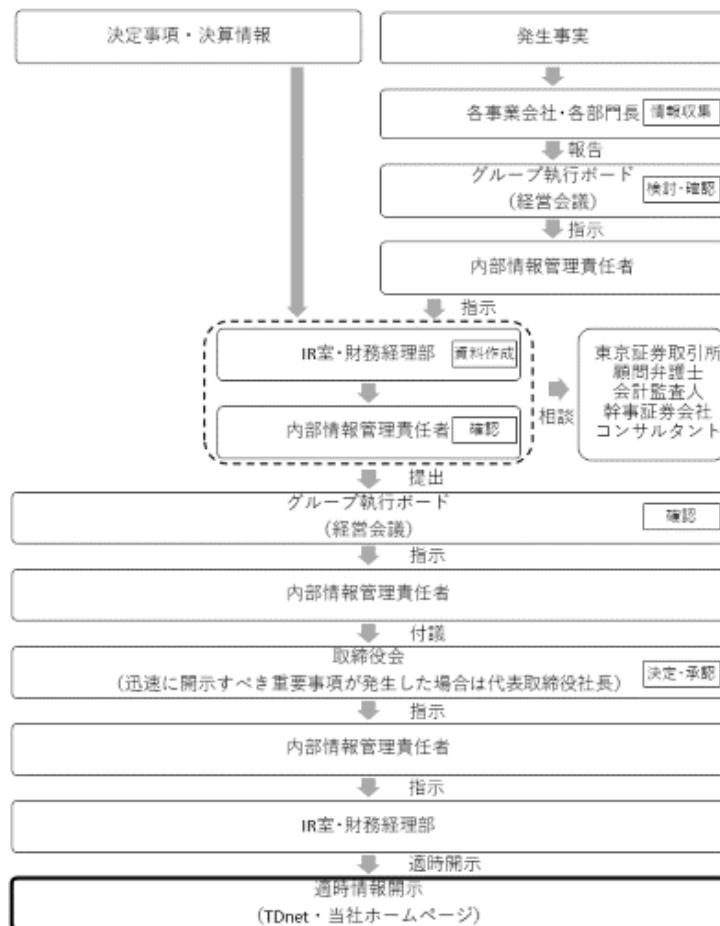 決定事項・決算情報
発生事実
各事業会社・各部門長
情報収集
報告
グループ執行ボード
(経営会議)
検討・確認
指示
内部情報管理責任者
指示
IR室・財務経理部
資料作成
内部情報管理責任者
確認
相談
東京証券取引所
顧問弁護士
会計監査人
幹事証券会社
コンサルタント
提出
グループ執行ボード
(経営会議)
確認
指示
内部情報管理責任者
付議
取締役会
(迅速に開示すべき重要事項が発生した場合は代表取締役社長)
決定・承認
指示
内部情報管理責任者
指示
IR室・財務経理部
適時開示
適時情報開示
(TDnet・当社ホームページ)